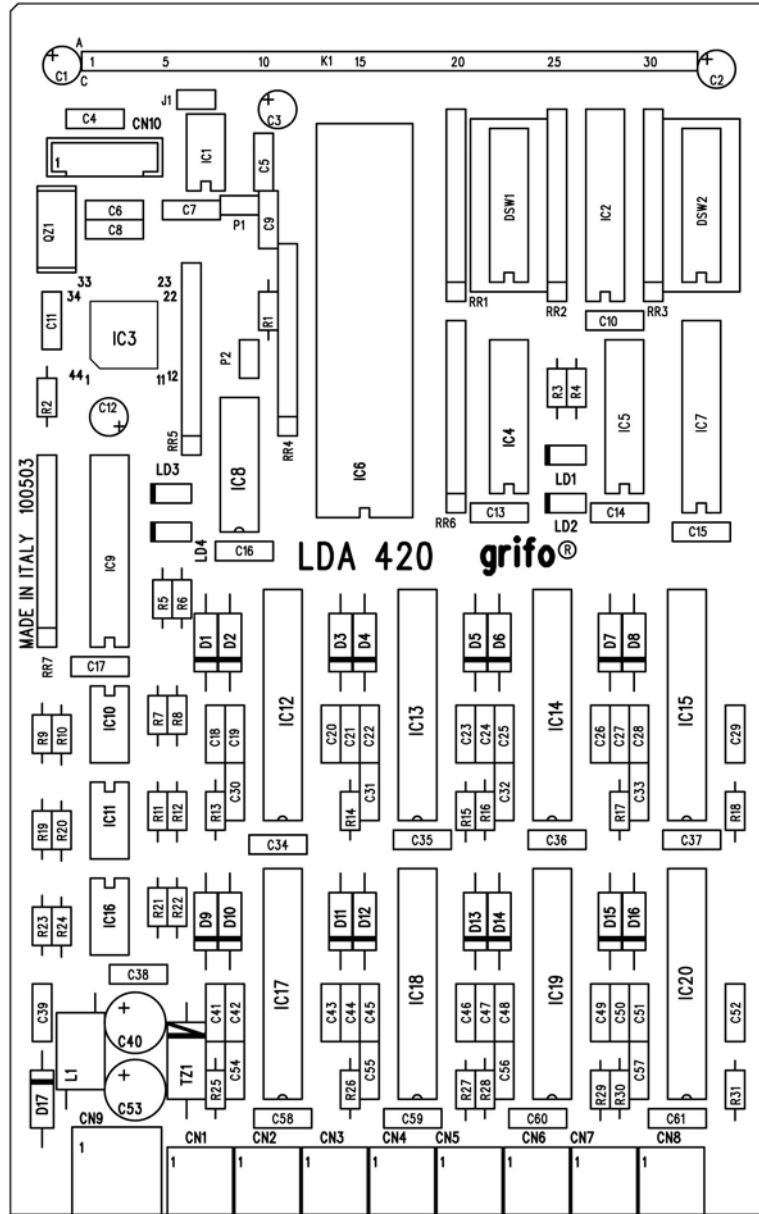 A
1 5 10 K1 15 20 25 30
C
C1
C2
J1
C3
C4
CN10
1
IC1
C5
DSW1
IC2
DSW2
QZ1
C6
C8
C7
P1
C9
33 23
34 22
RR1
RR2
RR3
C11
IC3
R1
C10
P2
44 1 11 12
R2
C12
R3
R4
IC4
IC5
IC7
RR5
RR4
IC6
LD3
IC8
LD1
C13
LD2
C14
RR6
C15
LD4
C16
MADE IN ITALY 100503
IC9
LDA 420 grifo®
R5
R6
D1
D2
D3
D4
D5
D6
D7
D8
RR7
C17
IC10
R7
R8
R9
R10
IC12
IC13
IC14
IC15
C18
C19
C20
C21
C22
C23
C24
C25
C26
C27
C28
C29
C30
C31
C32
C33
IC11
R11
R12
R13
R14
R15
R16
R17
R18
R19
R20
C34
C35
C36
C37
IC16
R21
R22
R23
R24
D9
D10
D11
D12
D13
D14
D15
D16
C38
IC17
IC18
IC19
IC20
C39
C40
C41
C42
C43
C44
C45
C46
C47
C48
C49
C50
C51
C52
L1
TZ1
C53
C54
C55
C56
C57
D17
R25
R26
R27
R28
R29
R30
R31
C58
C59
C60
C61
CN9
CN1
CN2
CN3
CN4
CN5
CN6
CN7
CN8
1
1 1 1 1 1 1 1 1